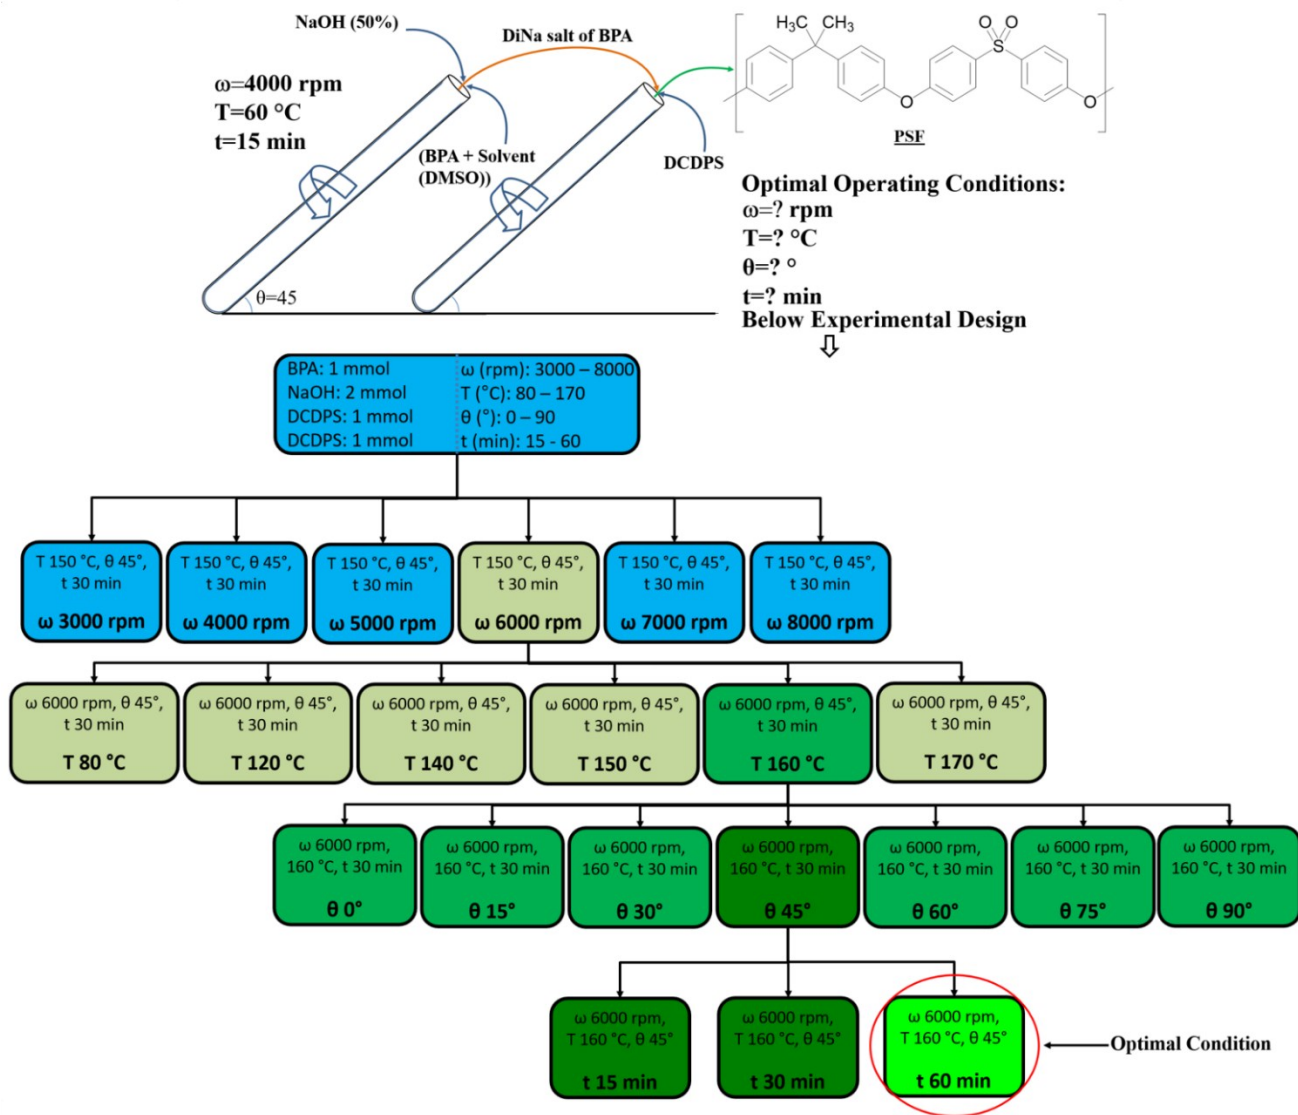 NaOH (50%)
DiNa salt of BPA
ω=4000 rpm
T=60 °C
t=15 min
(BPA + Solvent
(DMSO))
DCDPS
θ=45
H₃C
CH₃
O
O
S
O
O
PSF
Optimal Operating Conditions:
ω=? rpm
T=? °C
θ=? °
t=? min
Below Experimental Design
BPA: 1 mmol
NaOH: 2 mmol
DCDPS: 1 mmol
DCDPS: 1 mmol
ω (rpm): 3000 – 8000
T (°C): 80 – 170
θ (°): 0 – 90
t (min): 15 - 60
T 150 °C, θ 45°,
t 30 min
ω 3000 rpm
T 150 °C, θ 45°,
t 30 min
ω 4000 rpm
T 150 °C, θ 45°,
t 30 min
ω 5000 rpm
T 150 °C, θ 45°,
t 30 min
ω 6000 rpm
T 150 °C, θ 45°,
t 30 min
ω 7000 rpm
T 150 °C, θ 45°,
t 30 min
ω 8000 rpm
ω 6000 rpm, θ 45°,
t 30 min
T 80 °C
ω 6000 rpm, θ 45°,
t 30 min
T 120 °C
ω 6000 rpm, θ 45°,
t 30 min
T 140 °C
ω 6000 rpm, θ 45°,
t 30 min
T 150 °C
ω 6000 rpm, θ 45°,
t 30 min
T 160 °C
ω 6000 rpm, θ 45°,
t 30 min
T 170 °C
ω 6000 rpm,
160 °C, t 30 min
θ 0°
ω 6000 rpm,
160 °C, t 30 min
θ 15°
ω 6000 rpm,
160 °C, t 30 min
θ 30°
ω 6000 rpm,
160 °C, t 30 min
θ 45°
ω 6000 rpm,
160 °C, t 30 min
θ 60°
ω 6000 rpm,
160 °C, t 30 min
θ 75°
ω 6000 rpm,
160 °C, t 30 min
θ 90°
ω 6000 rpm,
T 160 °C, θ 45°
t 15 min
ω 6000 rpm,
T 160 °C, θ 45°
t 30 min
ω 6000 rpm,
T 160 °C, θ 45°
t 60 min
Optimal Condition